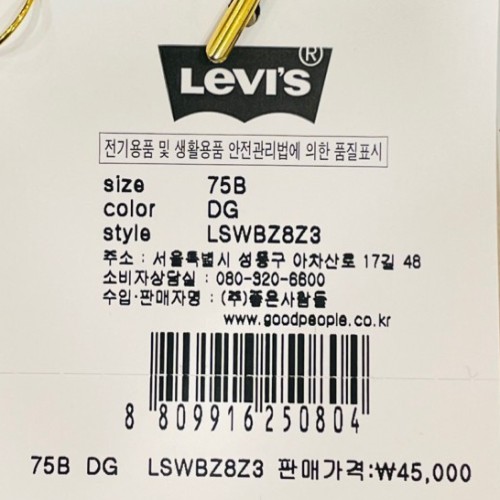 LEVI'S®
전기용품 및 생활용품 안전관리법에 의한 품질표시
size 75B
color DG
style LSWBZ8Z3
주소 : 서울특별시 성동구 아차산로 17길 48
소비자상담실 : 080-320-6600
수입·판매자명 : (주)좋은사람들
www.goodpeople.co.kr
8 809916 250804
75B DG LSWBZ8Z3 판매가격:₩45,000